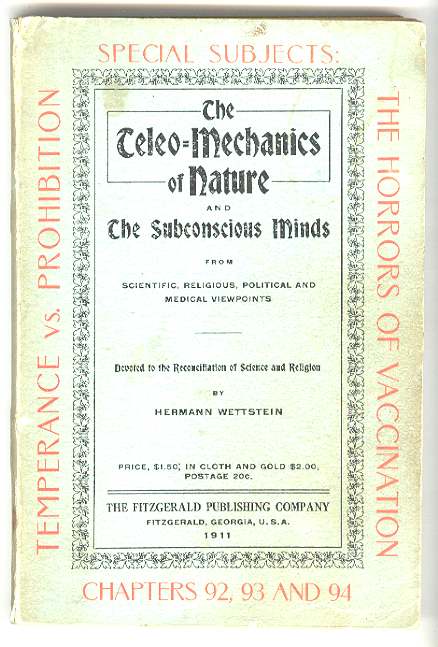 SPECIAL SUBJECTS:
TEMPERANCE vs. PROHIBITION
THE HORRORS OF VACCINATION
The
Teleo=Mechanics
of Nature
AND
The Subconscious Minds
FROM
SCIENTIFIC, RELIGIOUS, POLITICAL AND
MEDICAL VIEWPOINTS
Devoted to the Reconciliation of Science and Religion
BY
HERMANN WETTSTEIN
PRICE, $1.50, IN CLOTH AND GOLD $2.00,
POSTAGE 20c.
THE FITZGERALD PUBLISHING COMPANY
FITZGERALD, GEORGIA, U. S. A.
1911
CHAPTERS 92, 93 AND 94